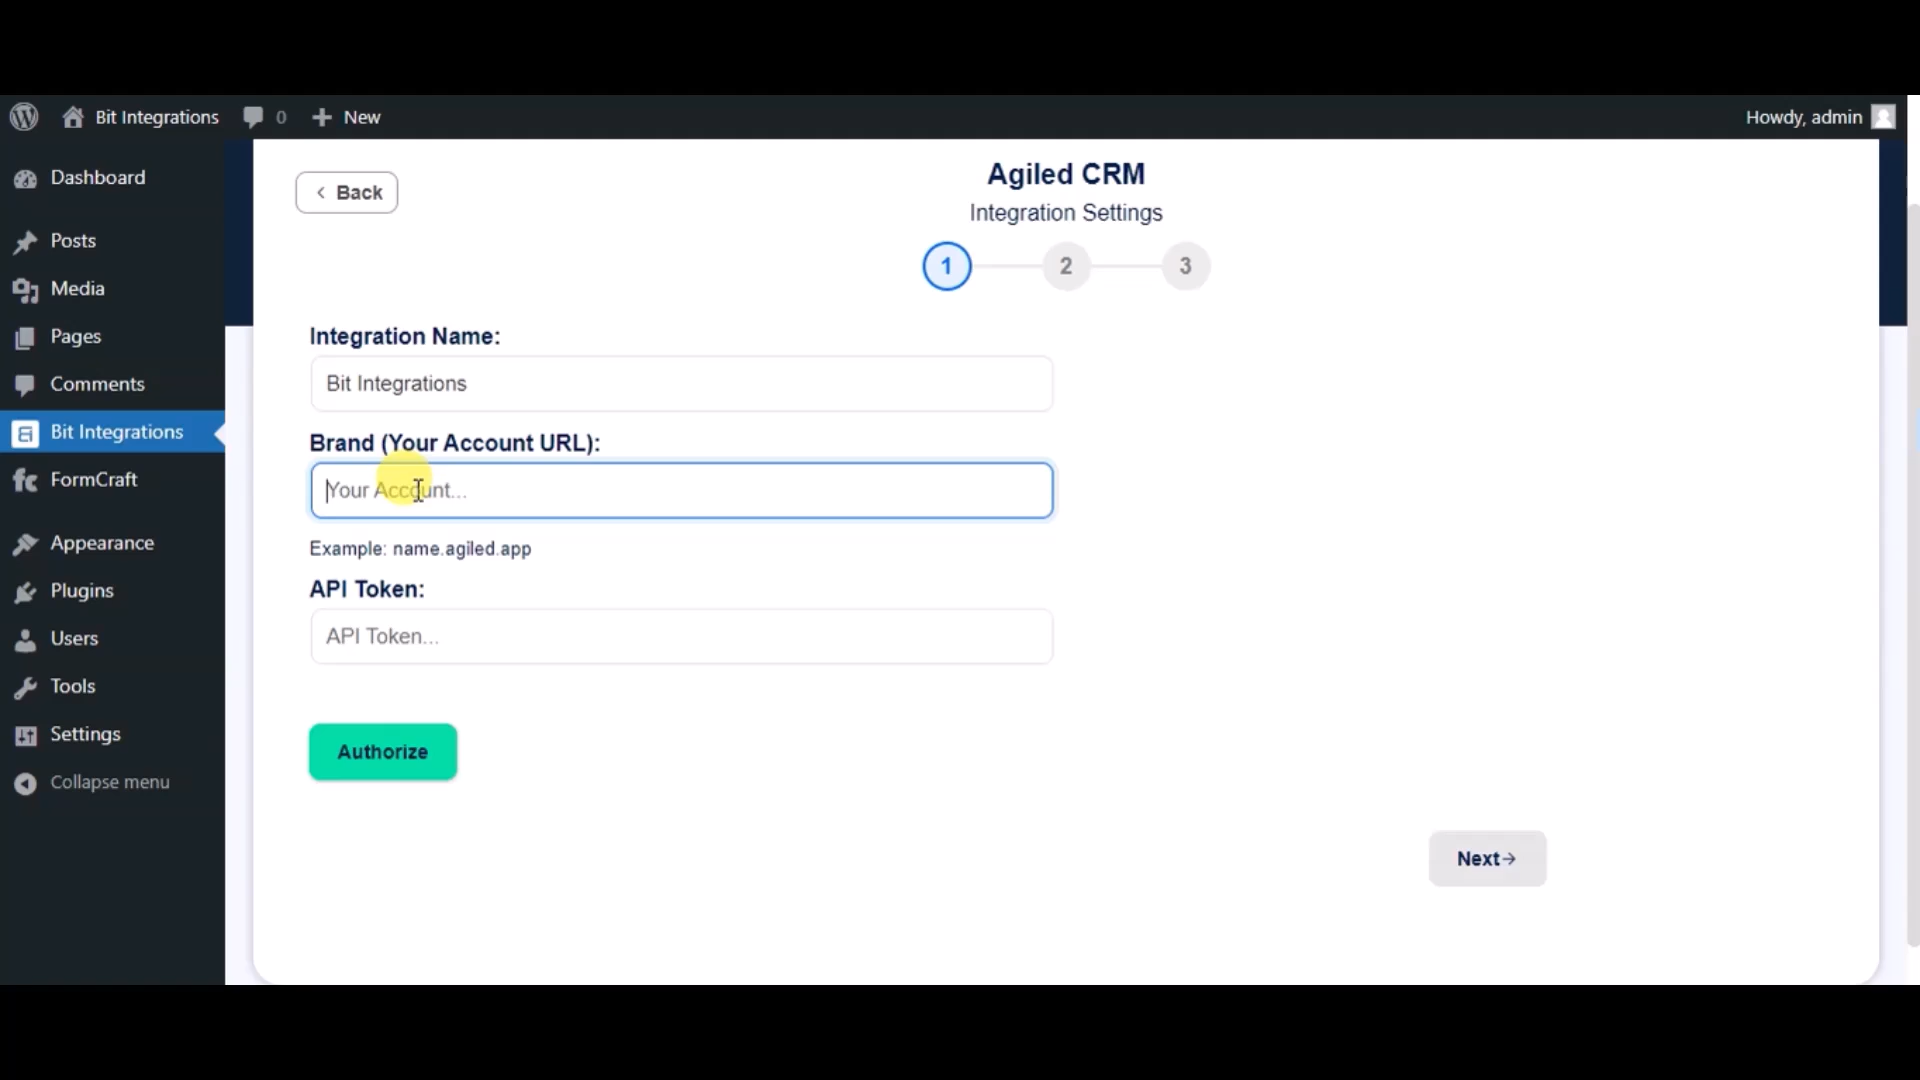 Bit Integrations
0
New
Howdy, admin
Dashboard
Posts
Media
Pages
Comments
Bit Integrations
FormCraft
Appearance
Plugins
Users
Tools
Settings
Collapse menu
Back
Agiled CRM
Integration Settings
1
2
3
Integration Name:
Bit Integrations
Brand (Your Account URL):
Your Account...
Example: name.agiled.app
API Token:
API Token...
Authorize
Next